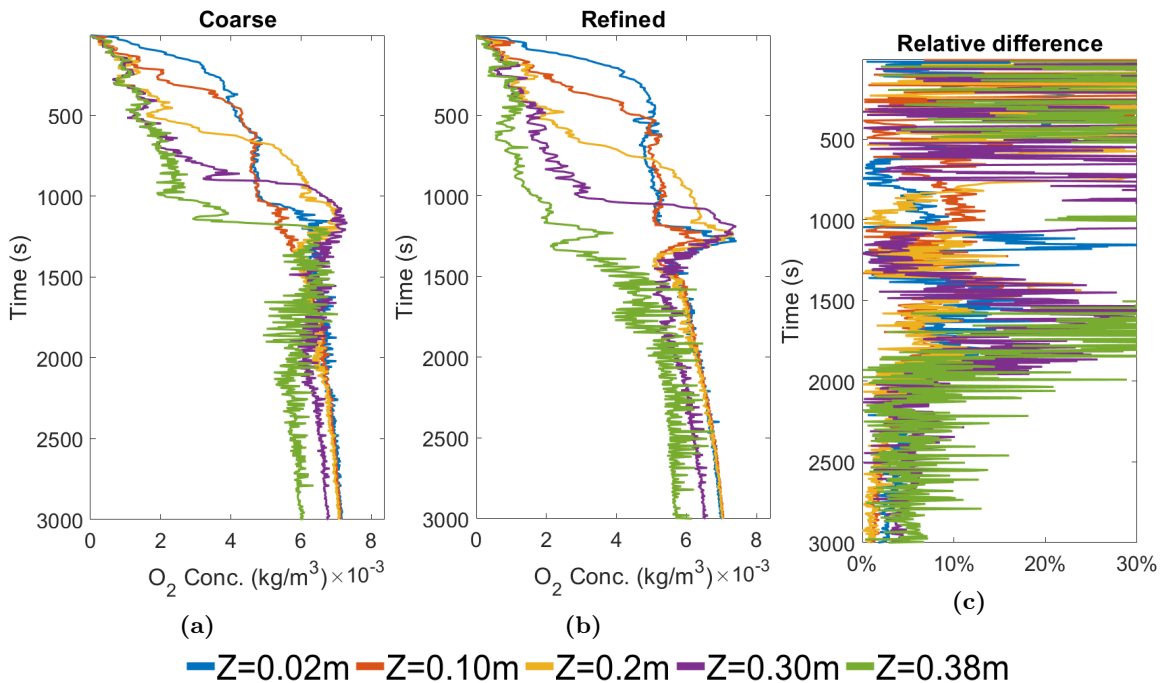 Coarse
Time (s)
500
1000
1500
2000
2500
3000
0 2 4 6 8
O₂ Conc. (kg/m³)×10⁻³
(a)
Refined
Time (s)
500
1000
1500
2000
2500
3000
0 2 4 6 8
O₂ Conc. (kg/m³)×10⁻³
(b)
Relative difference
Time (s)
500
1000
1500
2000
2500
3000
0% 10% 20% 30%
(c)
Z=0.02m Z=0.10m Z=0.2m Z=0.30m Z=0.38m